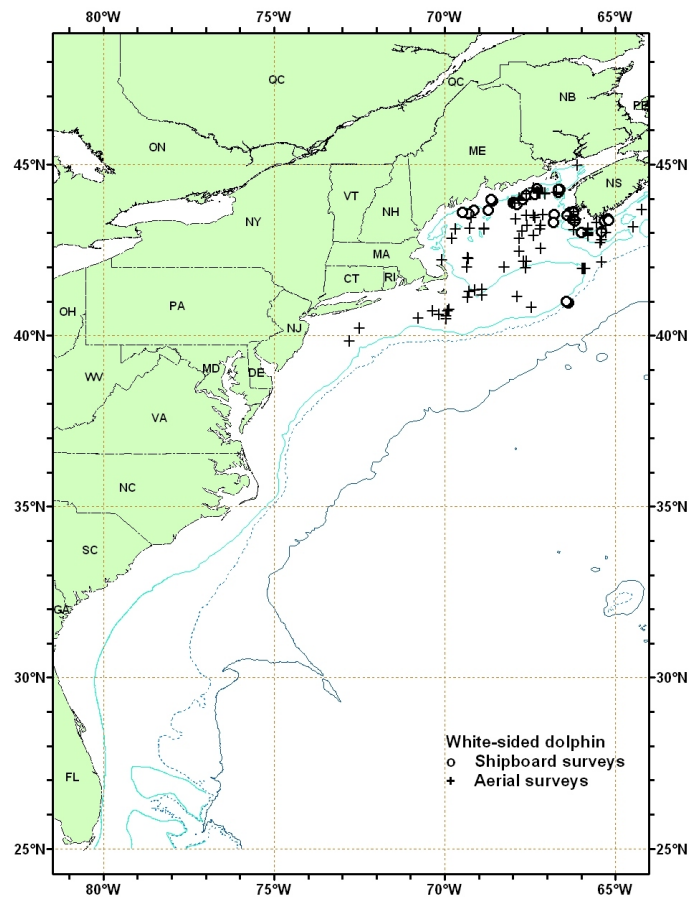 80°W 75°W 70°W 65°W
QC QC
NB
PE
45°N ON ME 45°N
NS
VT
NH
NY
MA
CT RI
PA
OH
40°N NJ 40°N
MD DE
WV
VA
NC
35°N 35°N
SC
GA
30°N 30°N
White-sided dolphin
o Shipboard surveys
+ Aerial surveys
FL
25°N 25°N
80°W 75°W 70°W 65°W